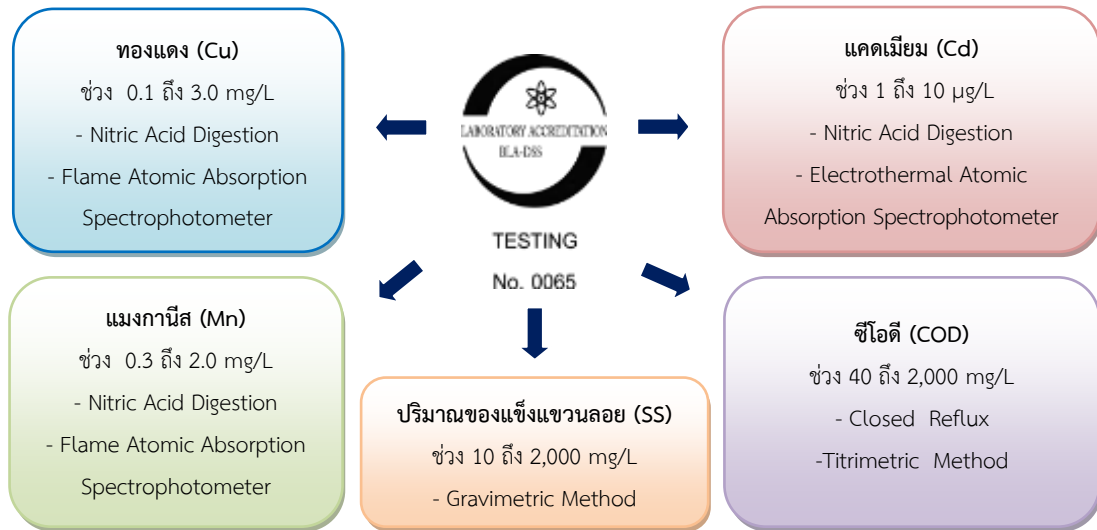 ทองแดง (Cu)
ช่วง 0.1 ถึง 3.0 mg/L
- Nitric Acid Digestion
- Flame Atomic Absorption
Spectrophotometer
LABORATORY ACCREDITATION
BLA-DSS
TESTING
No. 0065
แคดเมียม (Cd)
ช่วง 1 ถึง 10 µg/L
- Nitric Acid Digestion
- Electrothermal Atomic
Absorption Spectrophotometer
แมงกานีส (Mn)
ช่วง 0.3 ถึง 2.0 mg/L
- Nitric Acid Digestion
- Flame Atomic Absorption
Spectrophotometer
ปริมาณของแข็งแขวนลอย (SS)
ช่วง 10 ถึง 2,000 mg/L
- Gravimetric Method
ซีโอดี (COD)
ช่วง 40 ถึง 2,000 mg/L
- Closed Reflux
-Titrimetric Method